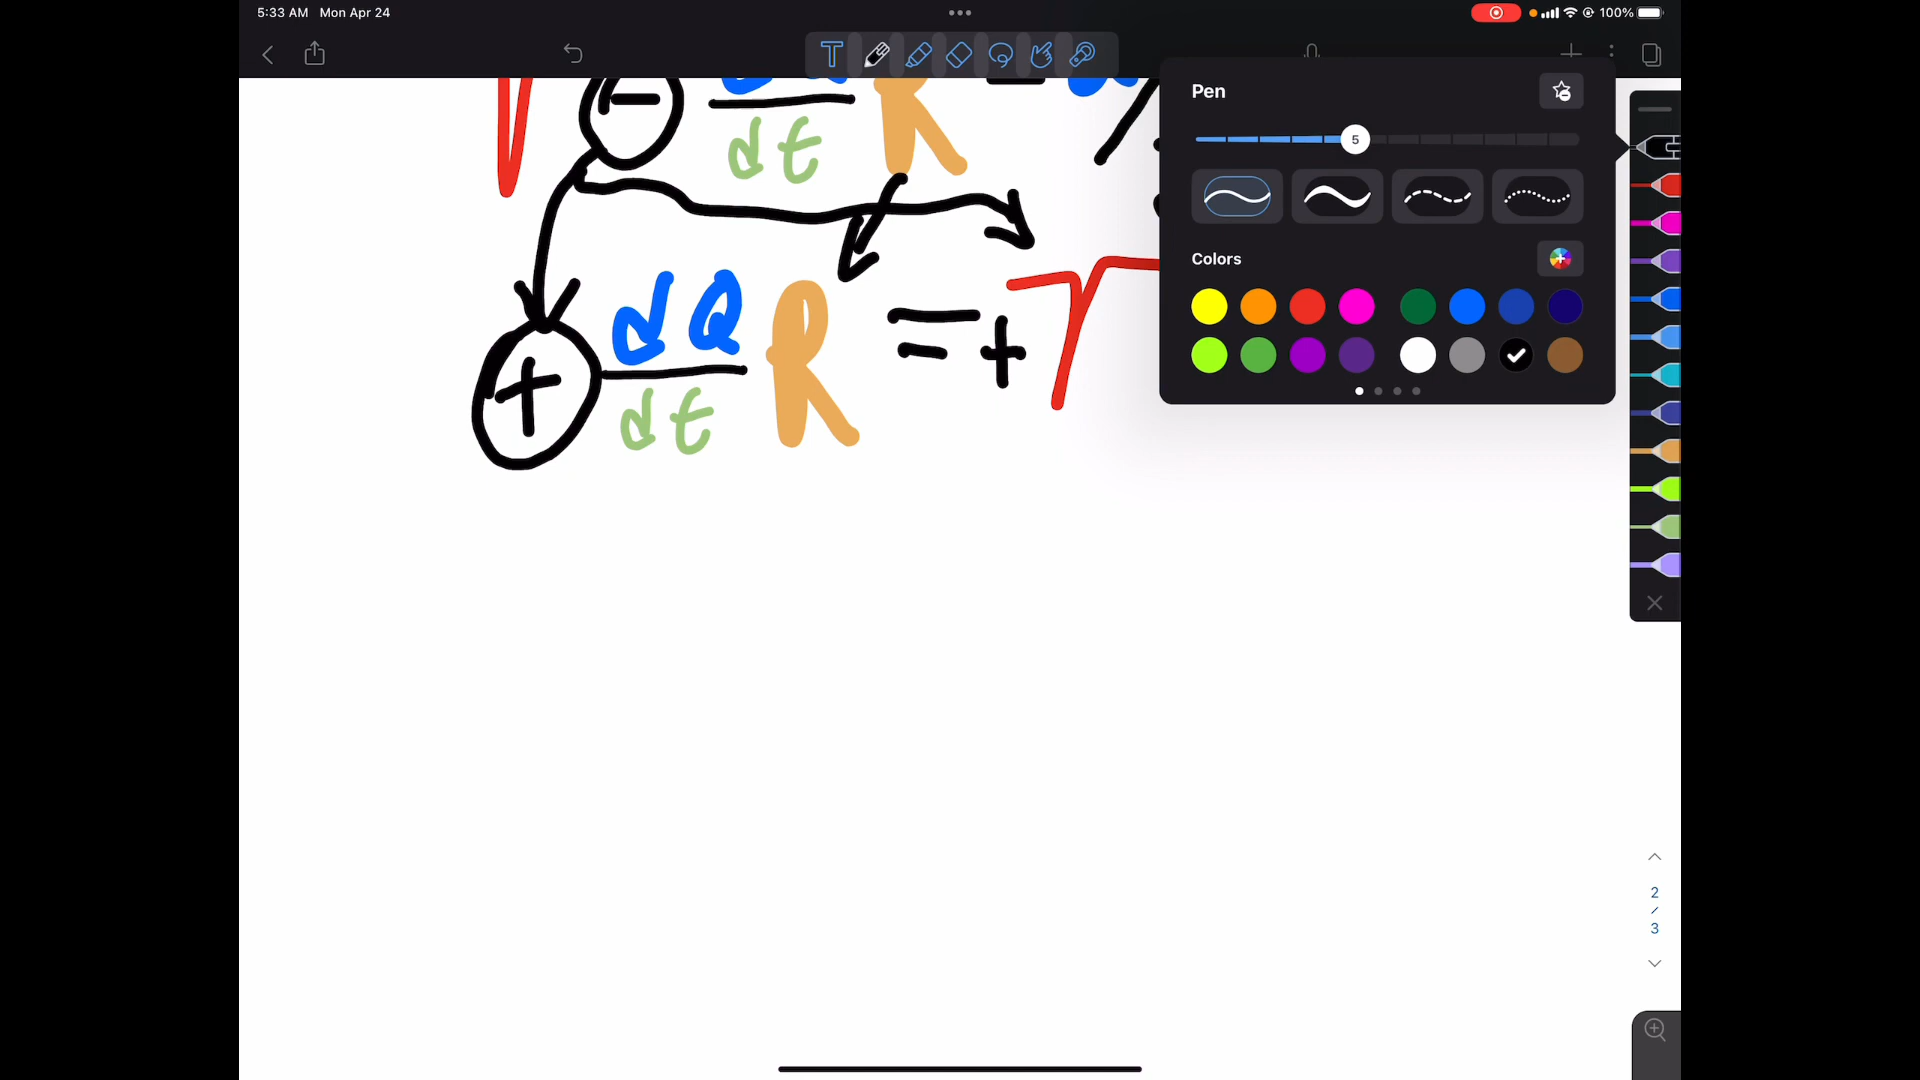 5:33 AM Mon Apr 24
100%
T
Pen
5
Colors
− R =
dt
+ dQ R = +
dt
2
/
3